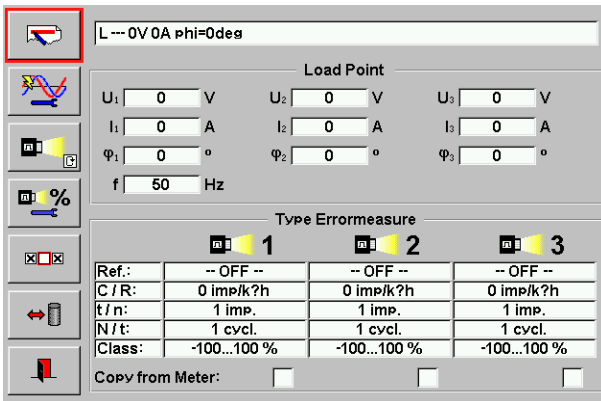 L --- 0V 0A phi=0deg
Load Point
U1 0 V U2 0 V U3 0 V
I1 0 A I2 0 A I3 0 A
φ1 0 º φ2 0 º φ3 0 º
f 50 Hz
%
Type Errormeasure
1 2 3
Ref.: -- OFF -- -- OFF -- -- OFF --
C / R: 0 imp/k?h 0 imp/k?h 0 imp/k?h
t / n: 1 imp. 1 imp. 1 imp.
N / t: 1 cycl. 1 cycl. 1 cycl.
Class: -100...100 % -100...100 % -100...100 %
Copy from Meter: